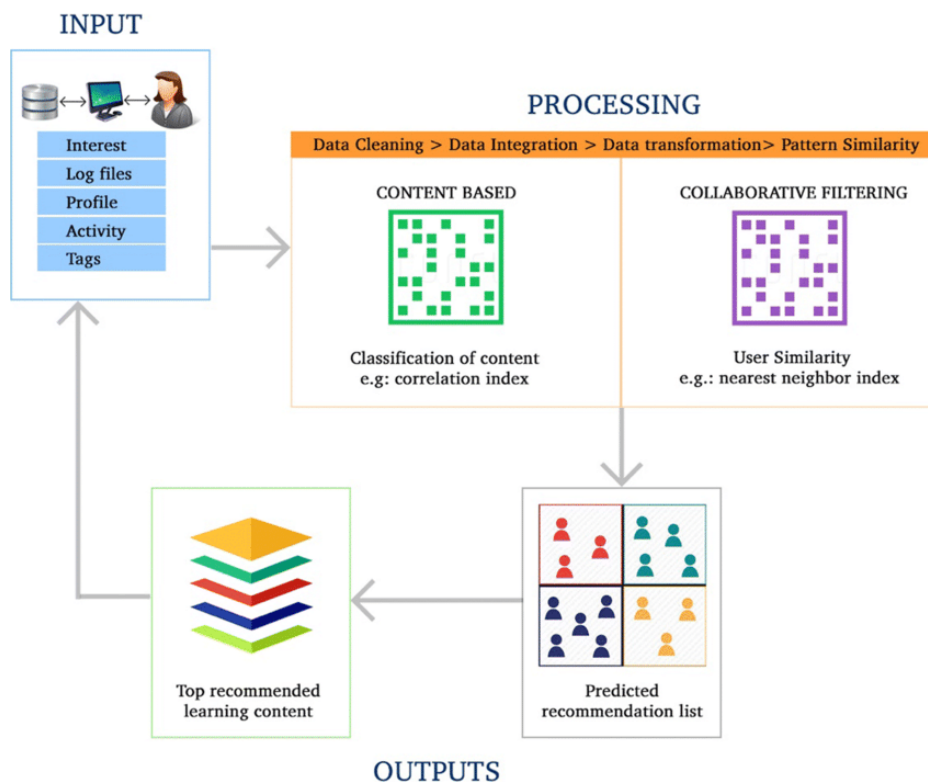 INPUT
Interest
Log files
Profile
Activity
Tags
PROCESSING
Data Cleaning > Data Integration > Data transformation> Pattern Similarity
CONTENT BASED
Classification of content
e.g: correlation index
COLLABORATIVE FILTERING
User Similarity
e.g.: nearest neighbor index
Top recommended
learning content
Predicted
recommendation list
OUTPUTS